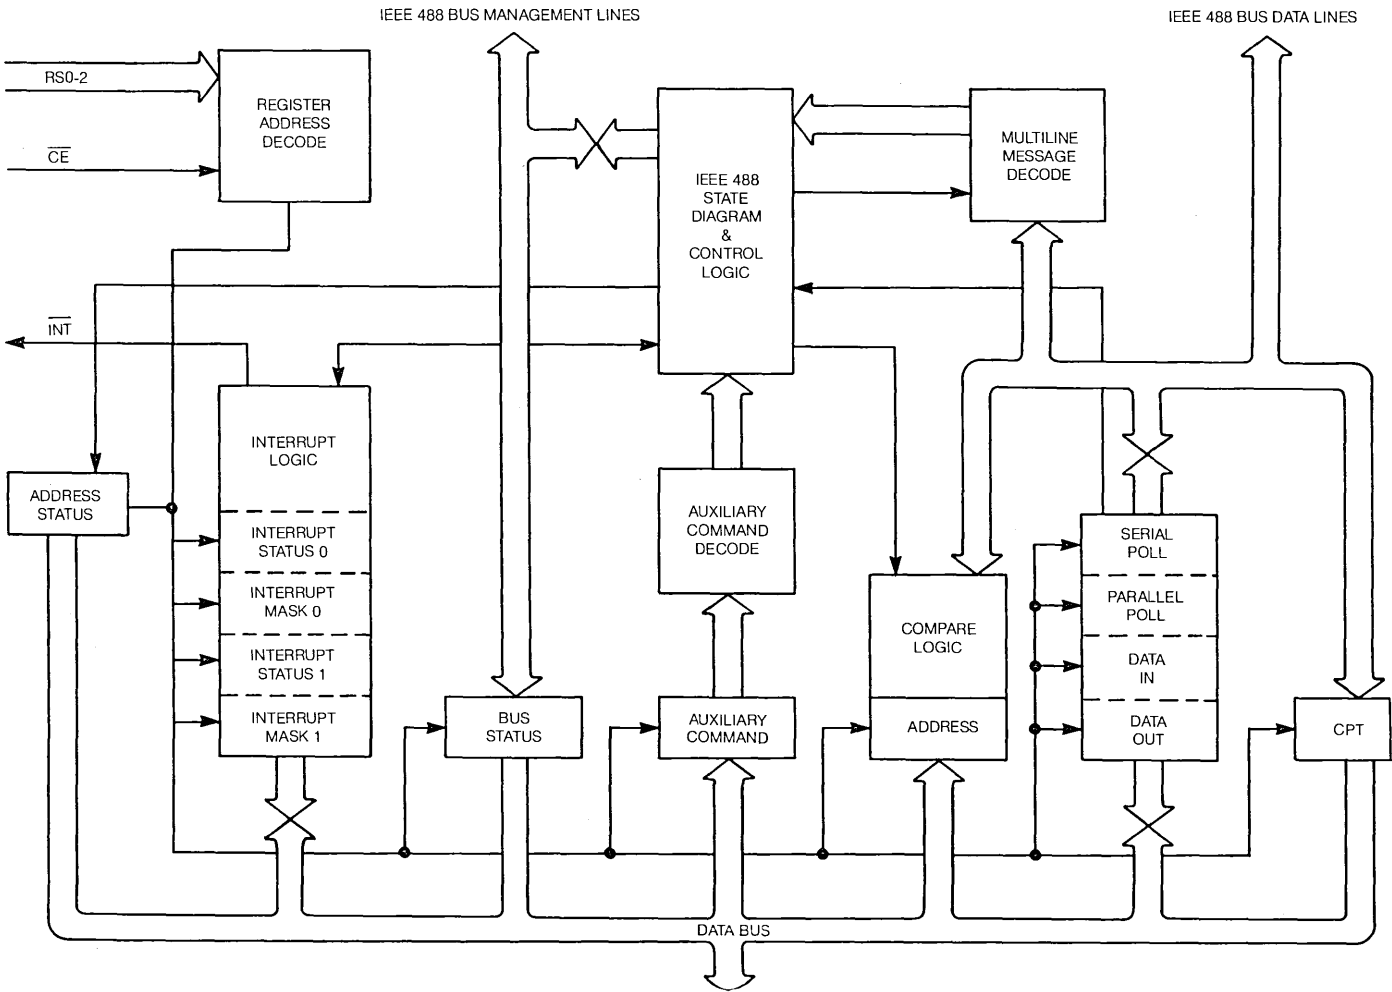 IEEE 488 BUS MANAGEMENT LINES
IEEE 488 BUS DATA LINES
RS0-2
REGISTER
ADDRESS
DECODE
CE
MULTILINE
MESSAGE
DECODE
IEEE 488
STATE
DIAGRAM
&
CONTROL
LOGIC
INT
INTERRUPT
LOGIC
ADDRESS
STATUS
INTERRUPT
STATUS 0
INTERRUPT
MASK 0
INTERRUPT
STATUS 1
INTERRUPT
MASK 1
AUXILIARY
COMMAND
DECODE
SERIAL
POLL
PARALLEL
POLL
DATA
IN
DATA
OUT
COMPARE
LOGIC
ADDRESS
BUS
STATUS
AUXILIARY
COMMAND
CPT
DATA BUS